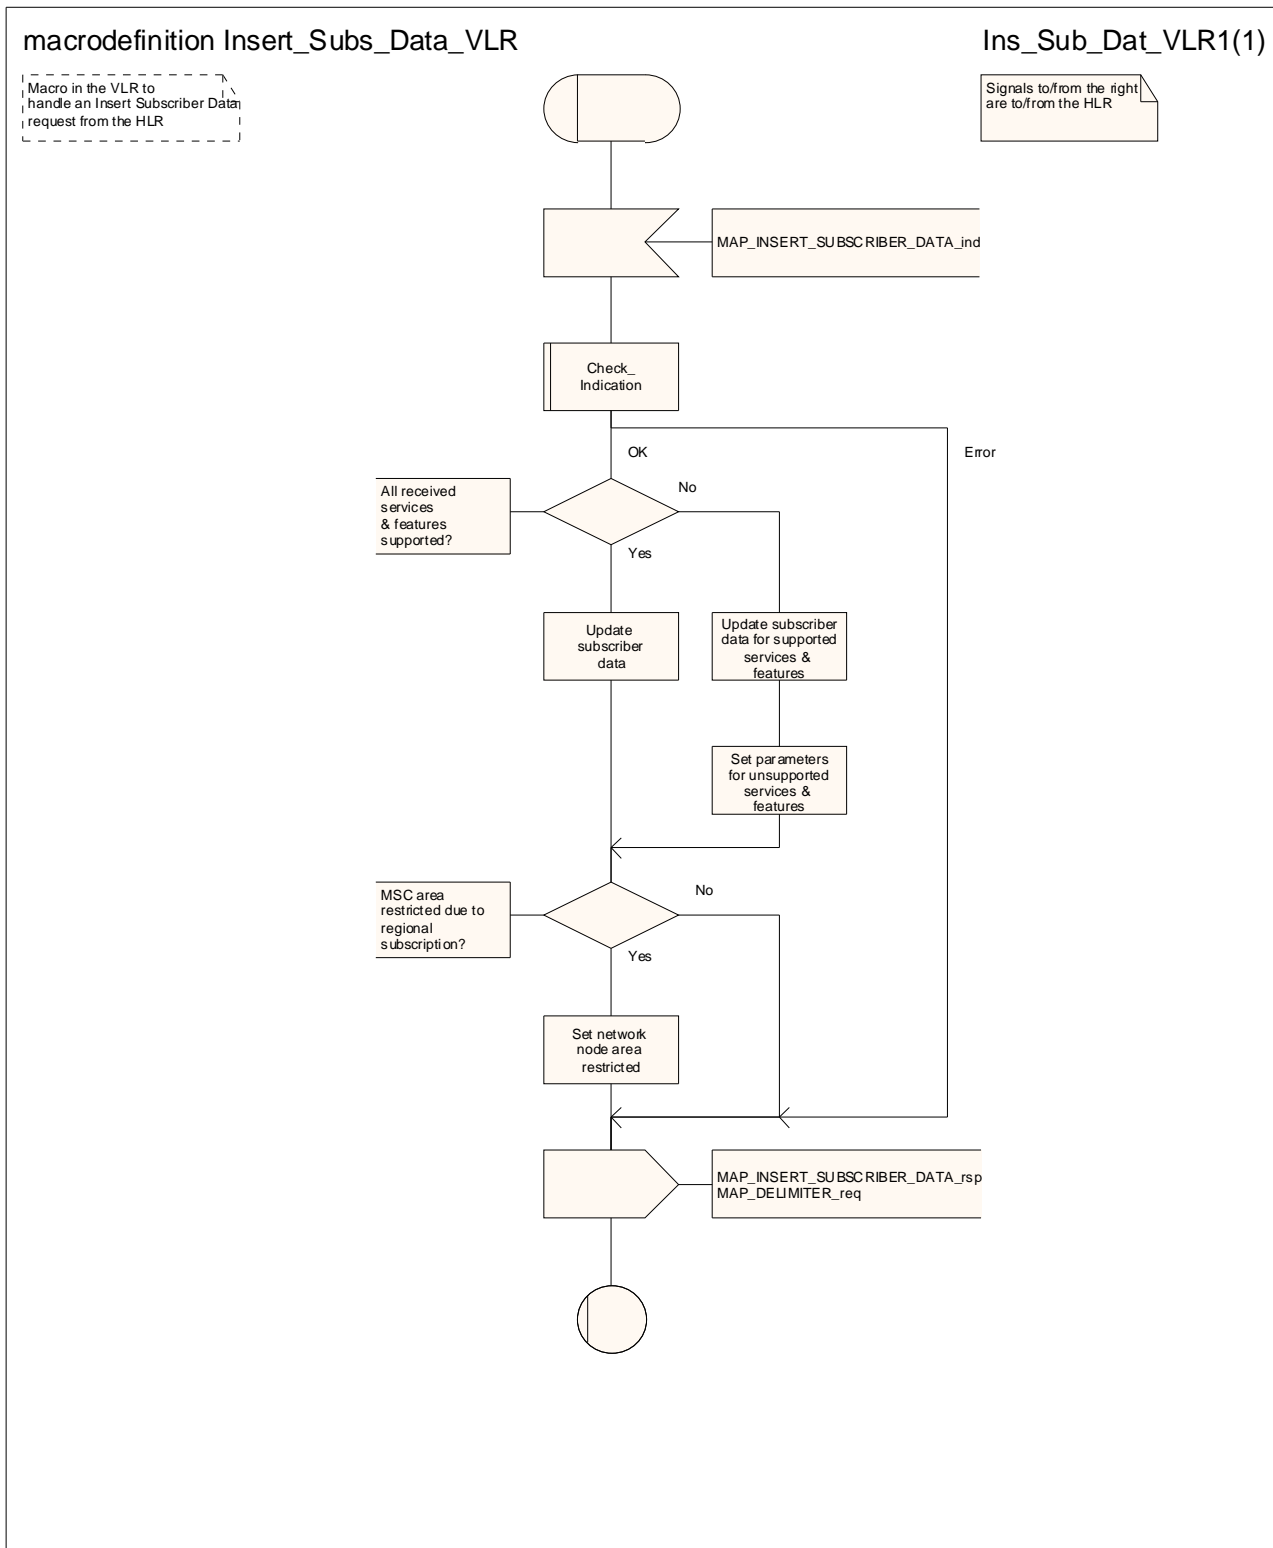 macrodefinition Insert_Subs_Data_VLR
Ins_Sub_Dat_VLR1(1)
Macro in the VLR to
handle an Insert Subscriber Data
request from the HLR
Signals to/from the right
are to/from the HLR
MAP_INSERT_SUBSCRIBER_DATA_ind
Check_
Indication
OK
Error
All received
services
& features
supported?
No
Yes
Update
subscriber
data
Update subscriber
data for supported
services &
features
Set parameters
for unsupported
services &
features
MSC area
restricted due to
regional
subscription?
No
Yes
Set network
node area
restricted
MAP_INSERT_SUBSCRIBER_DATA_rsp
MAP_DELIMITER_req